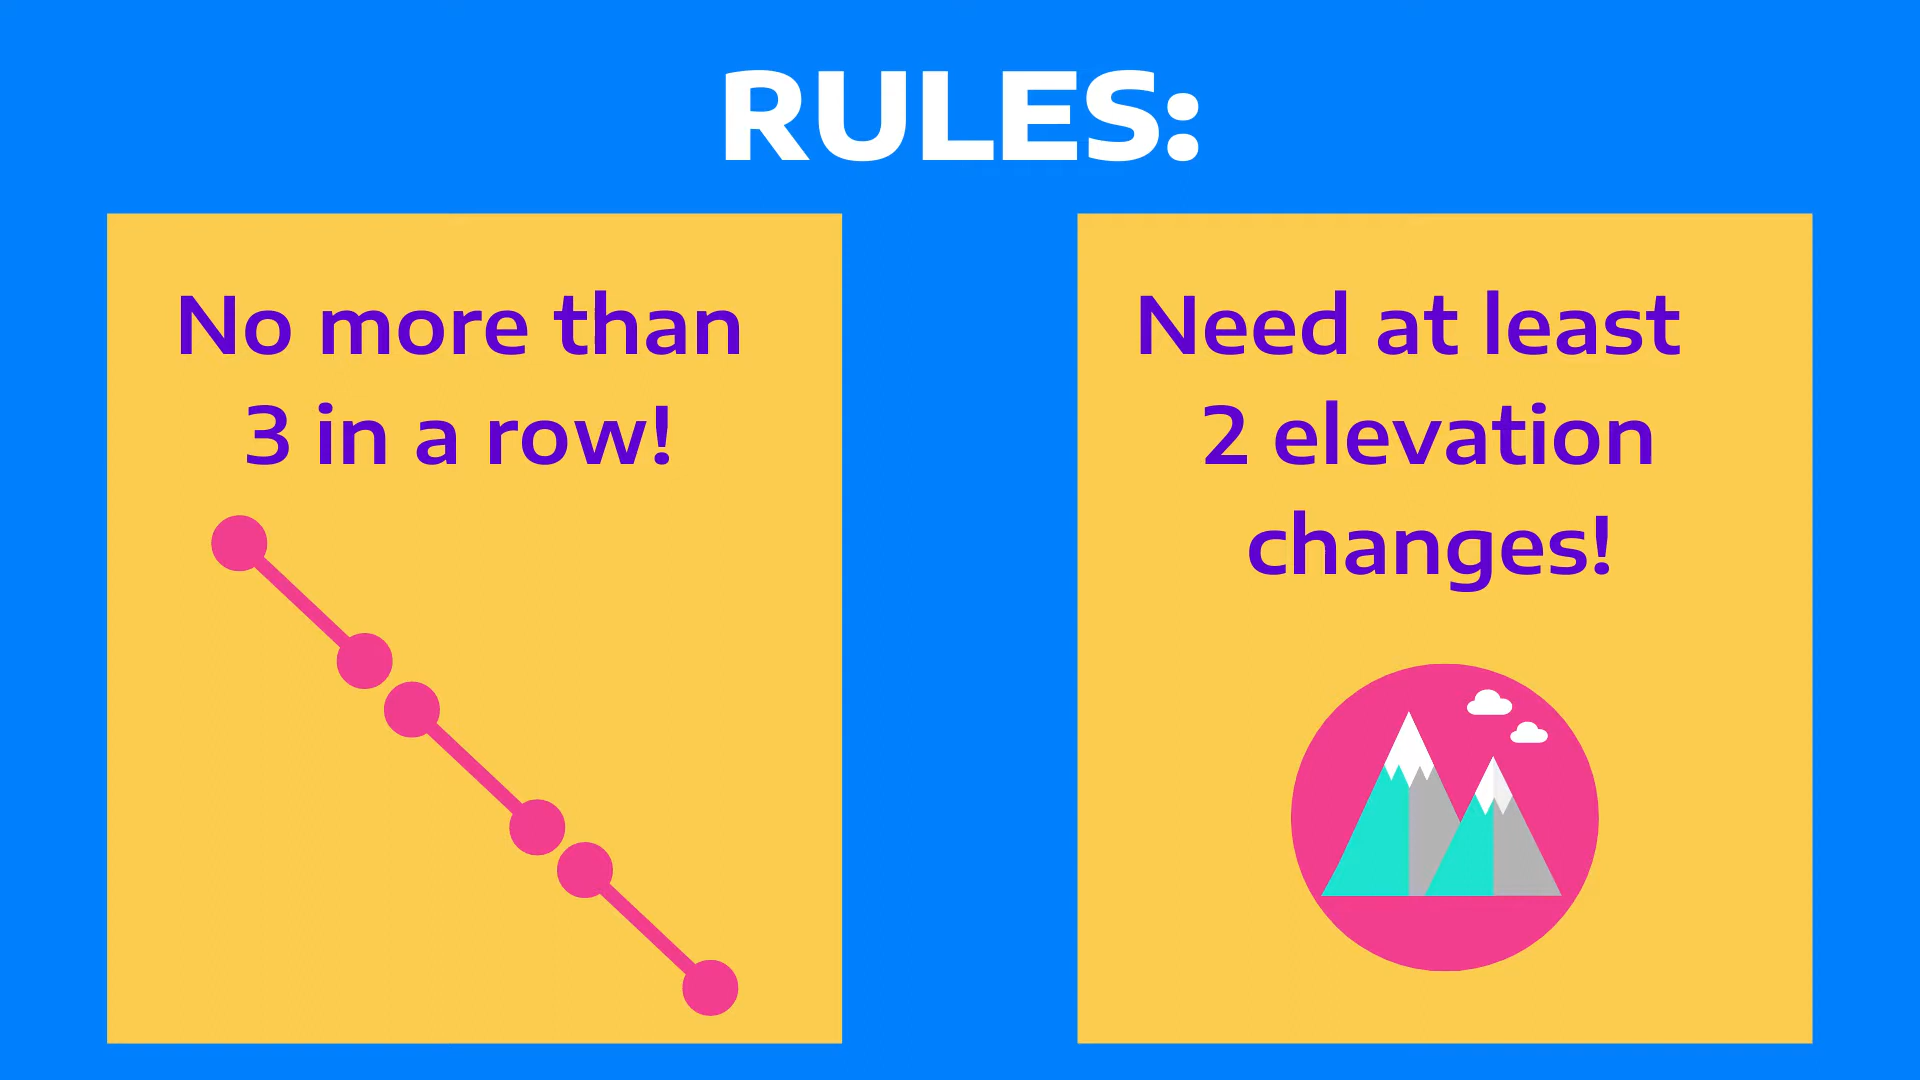 RULES:
No more than
3 in a row!
Need at least
2 elevation
changes!